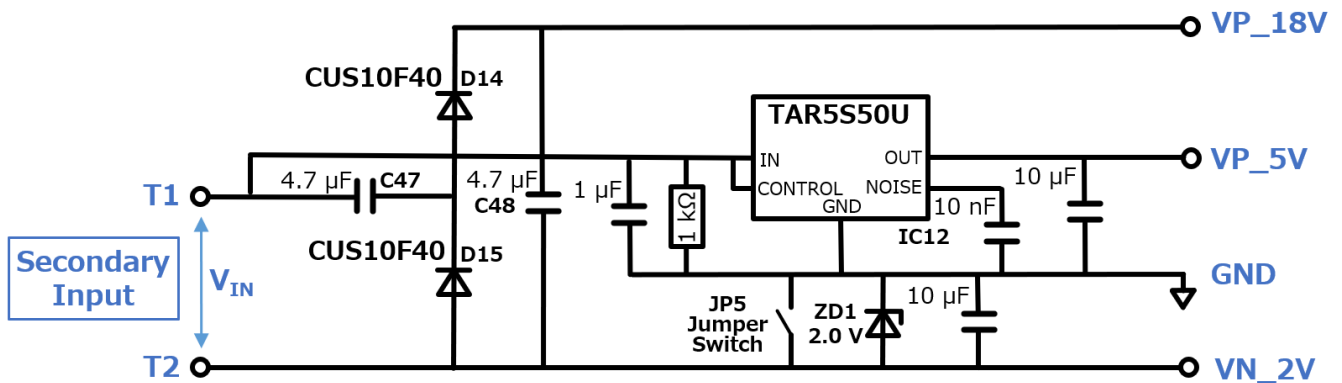 VP_18V
CUS10F40 D14
TAR5S50U
IN
OUT
VP_5V
4.7 µF C47
4.7 µF
C48
1 µF
1 kΩ
CONTROL
NOISE
GND
10 µF
10 nF
IC12
T1
Secondary
Input
VIN
CUS10F40 D15
GND
JP5
Jumper
Switch
ZD1
2.0 V
10 µF
T2
VN_2V